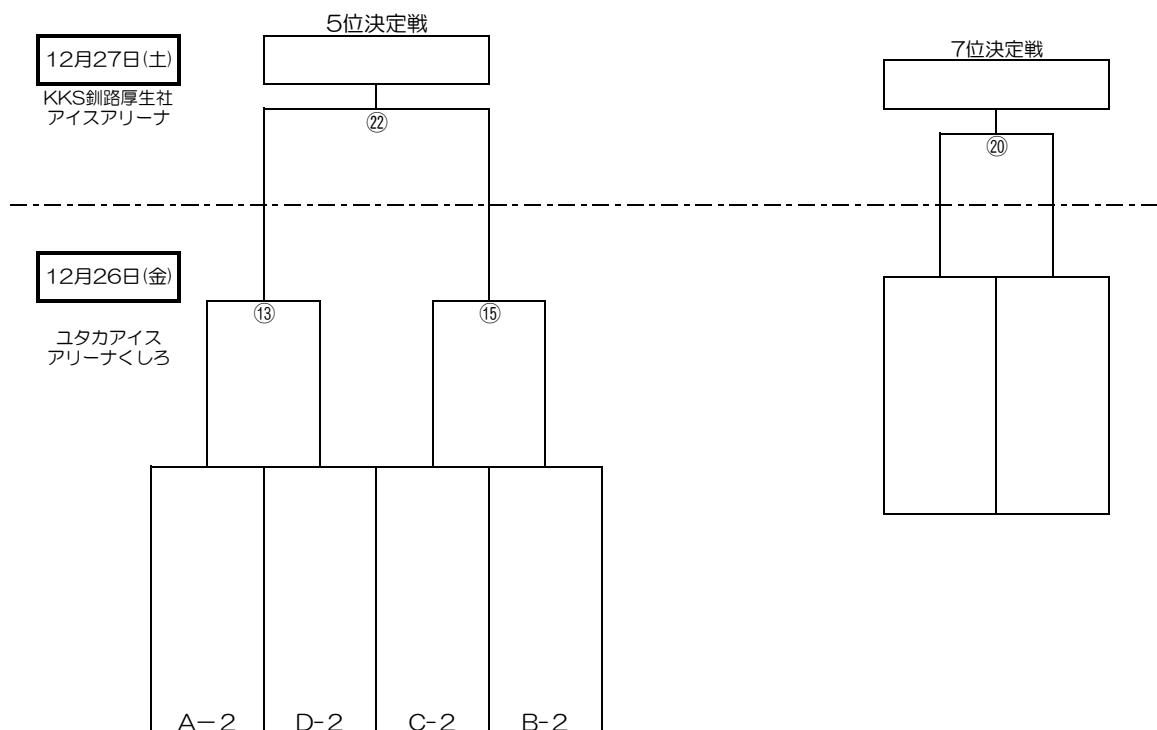 5位決定戦
12月27日(土)
KKS釧路厚生社
アイスアリーナ
㉒
7位決定戦
⑳
12月26日(金)
ユタカアイス
アリーナくしろ
⑬
⑮
A−2
D-2
C-2
B-2